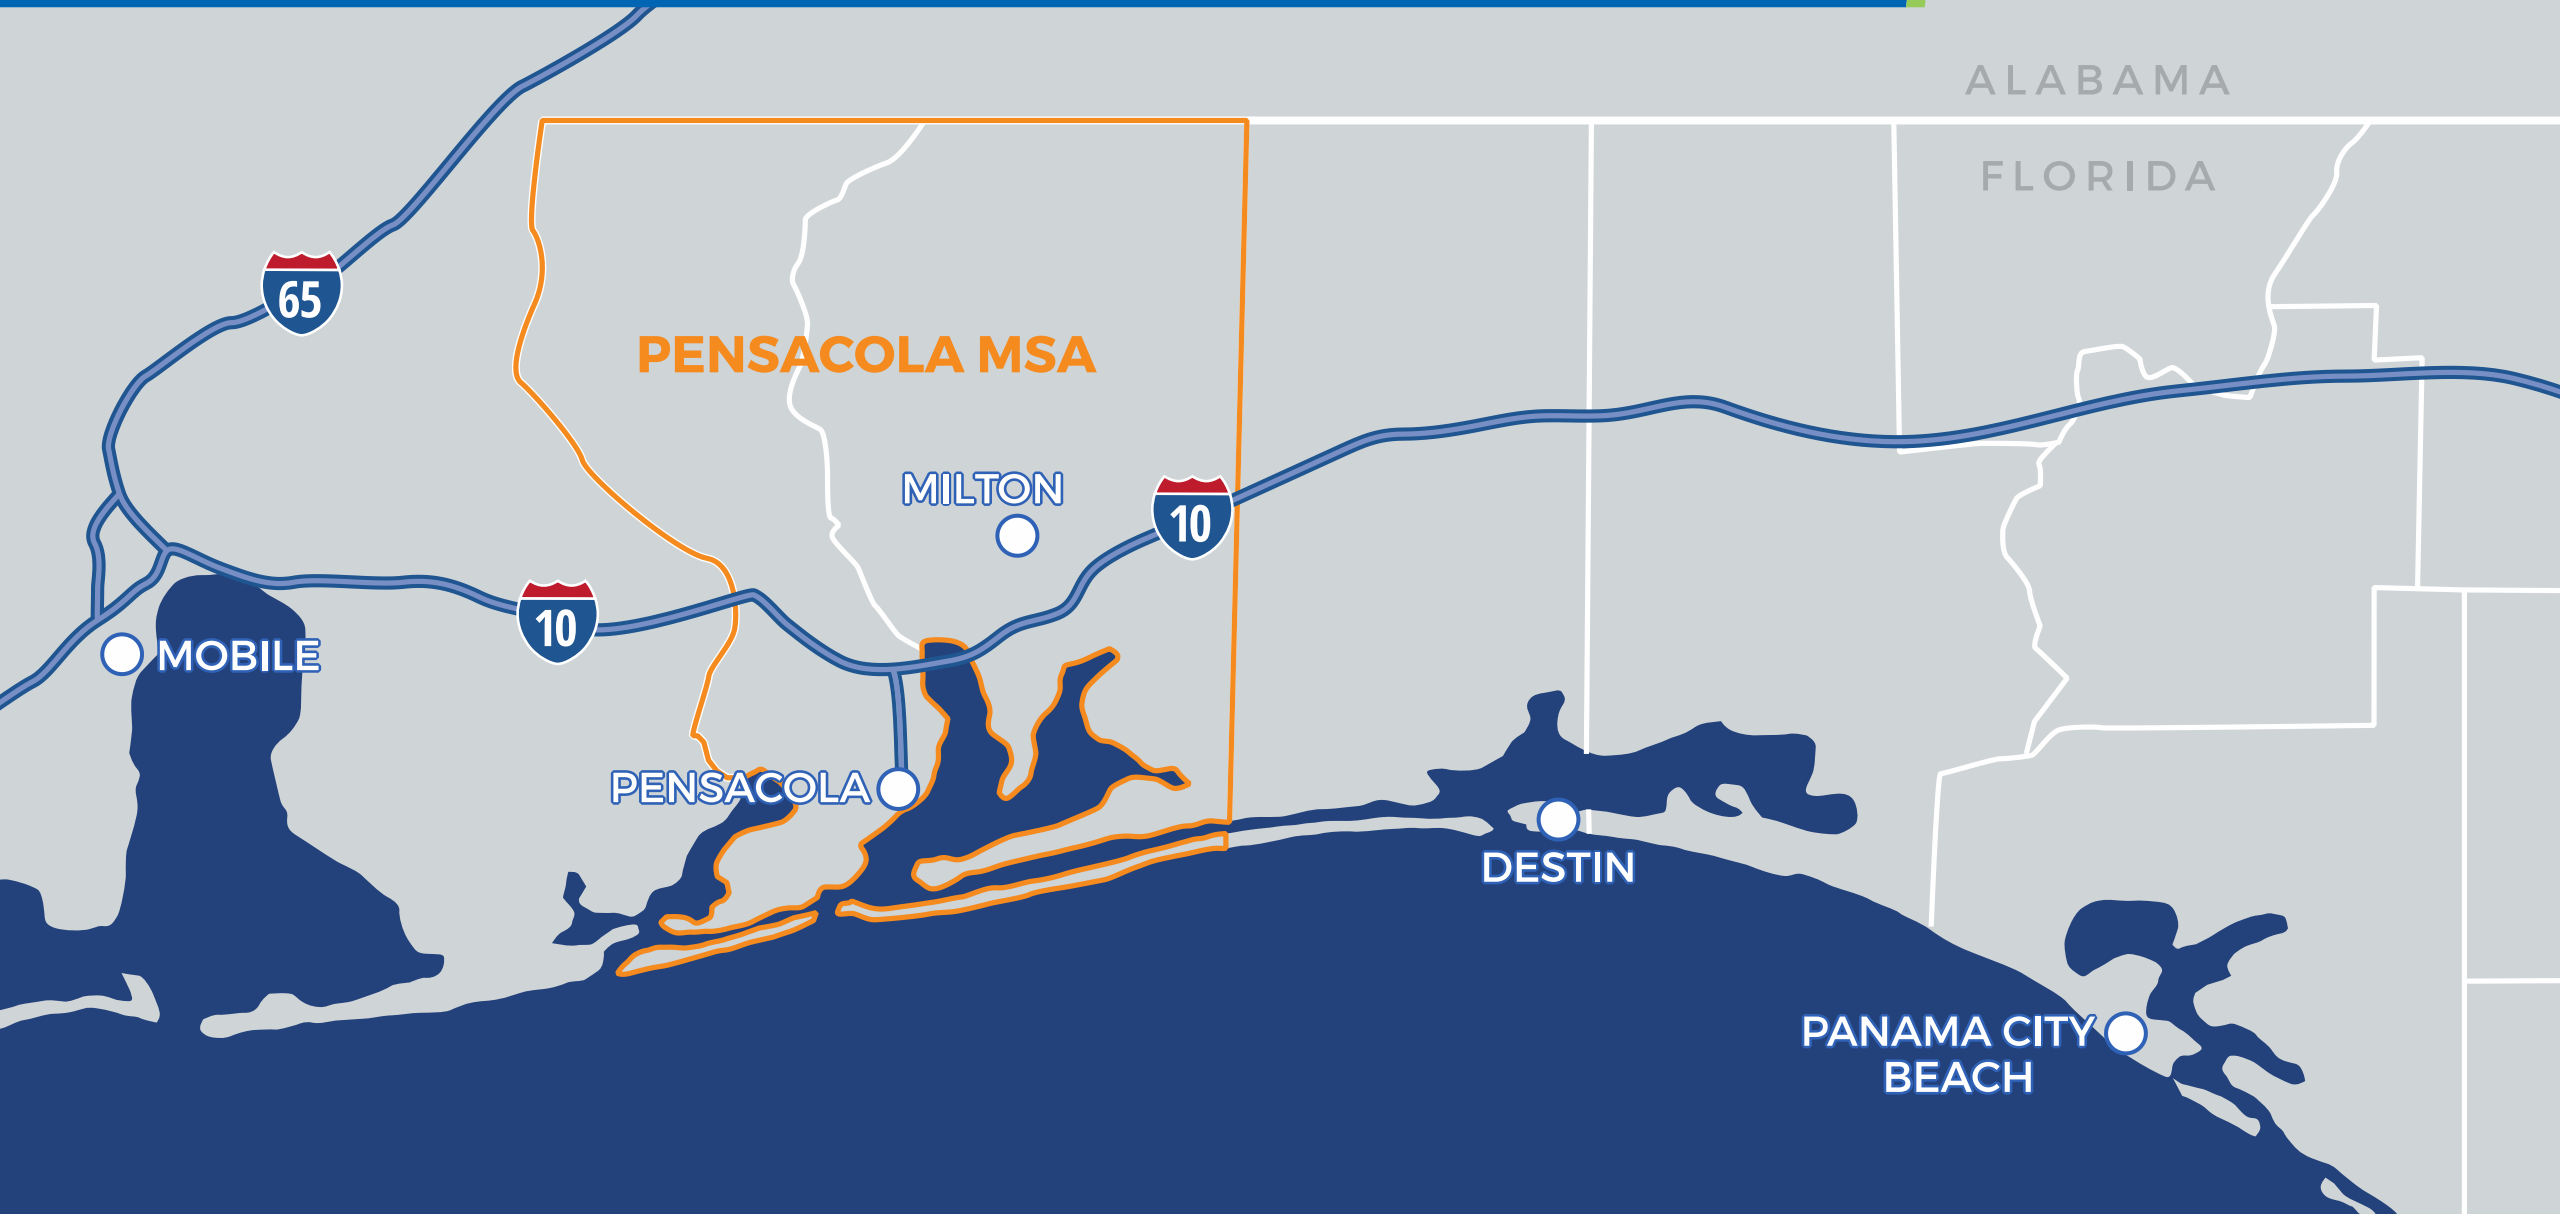 ALABAMA
FLORIDA
65
PENSACOLA MSA
MILTON
10
10
MOBILE
PENSACOLA
DESTIN
PANAMA CITY
BEACH